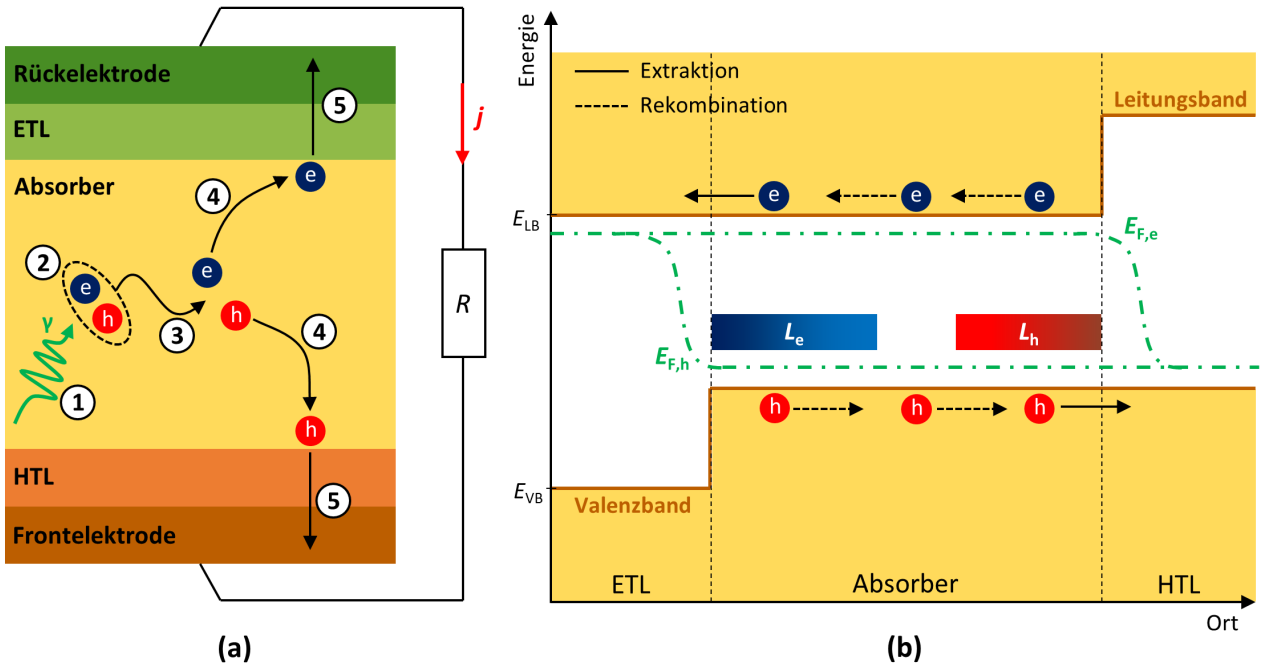 Rückelektrode
5
ETL
j
Absorber
e
4
e
2
e
h
h
4
R
γ
3
1
h
HTL
5
Frontelektrode
(a)
Energie
Extraktion
Rekombination
Leitungsband
e
e
e
E_LB
E_F,e
L_e
L_h
E_F,h
h
h
h
E_VB
Valenzband
ETL
Absorber
HTL
Ort
(b)